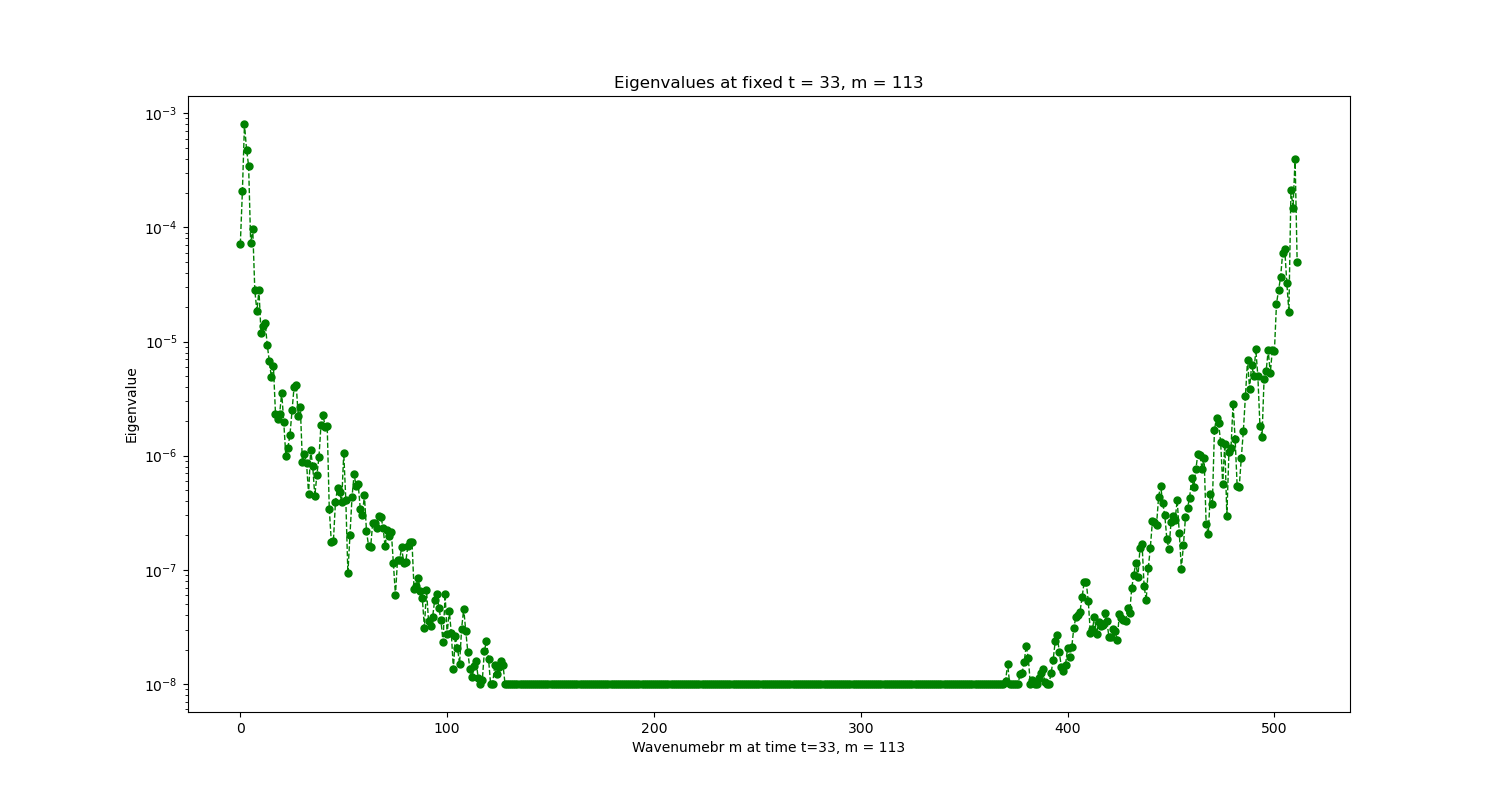 Eigenvalues at fixed t = 33, m = 113
10⁻³
10⁻⁴
10⁻⁵
10⁻⁶
10⁻⁷
10⁻⁸
Eigenvalue
0 100 200 300 400 500
Wavenumebr m at time t=33, m = 113